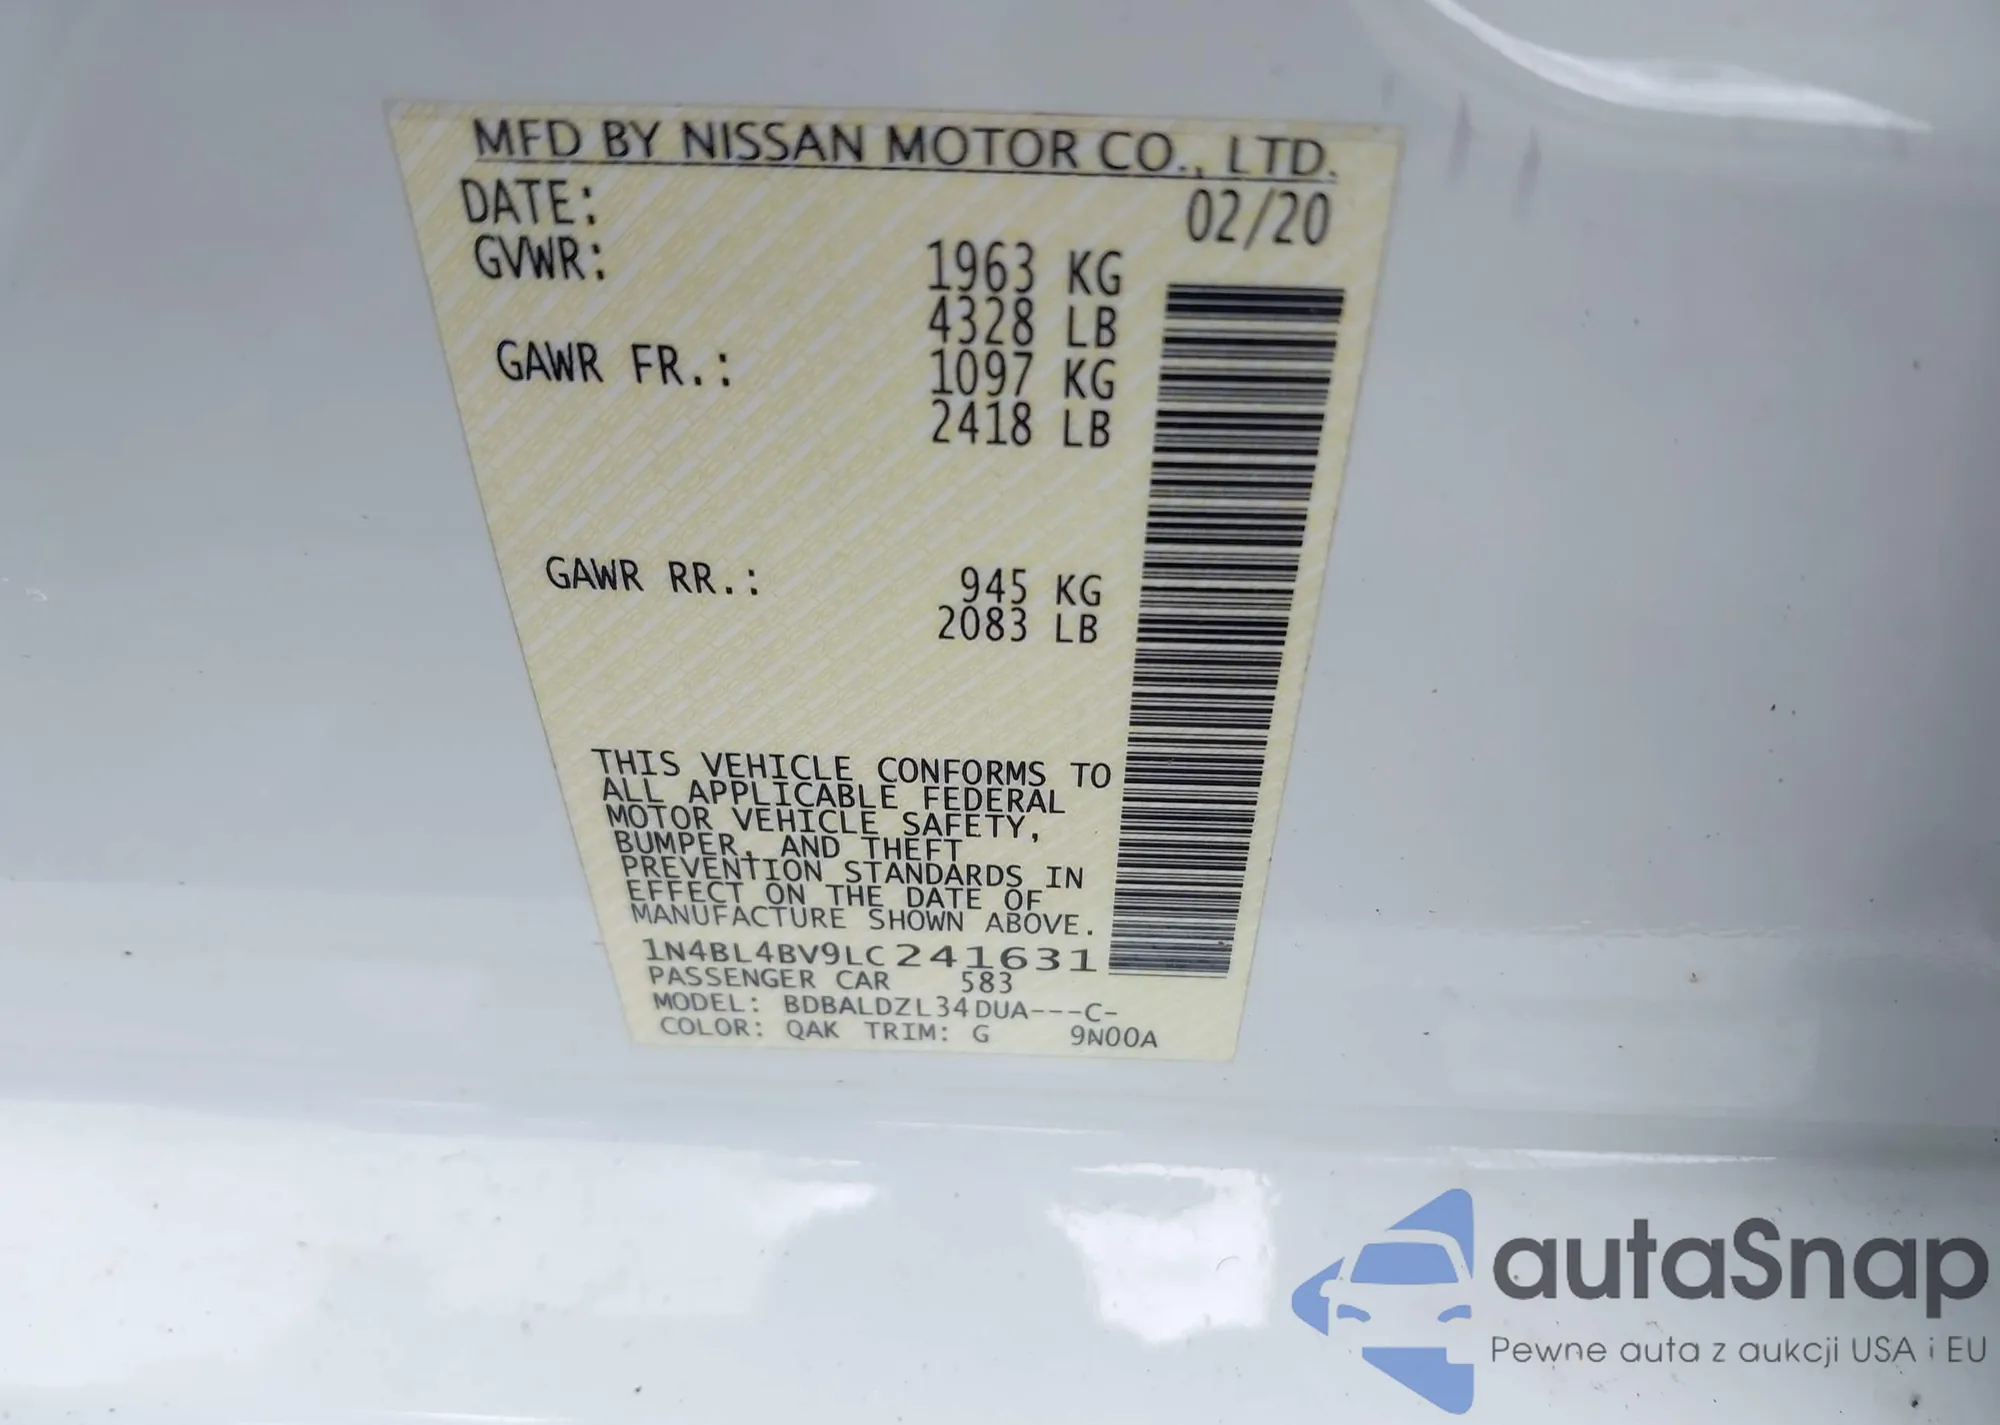 MFD BY NISSAN MOTOR CO., LTD.
DATE: 02/20
GVWR: 1963 KG
4328 LB
GAWR FR.: 1097 KG
2418 LB
GAWR RR.: 945 KG
2083 LB
THIS VEHICLE CONFORMS TO
ALL APPLICABLE FEDERAL
MOTOR VEHICLE SAFETY,
BUMPER, AND THEFT
PREVENTION STANDARDS IN
EFFECT ON THE DATE OF
MANUFACTURE SHOWN ABOVE.
1N4BL4BV9LC241631
PASSENGER CAR 583
MODEL: BDBALDZL34DUA---C-
COLOR: QAK TRIM: G 9N00A
autaSnap
Pewne auta z aukcji USA i EU